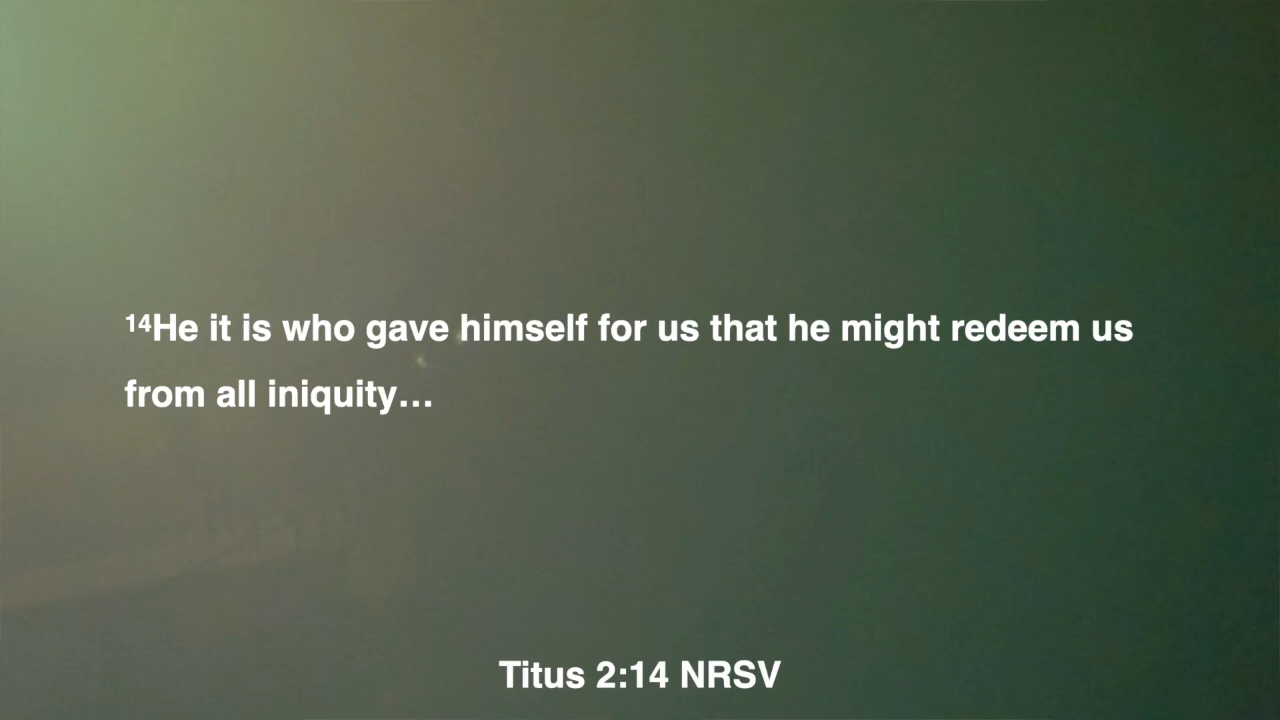 ¹⁴He it is who gave himself for us that he might redeem us
from all iniquity…
Titus 2:14 NRSV